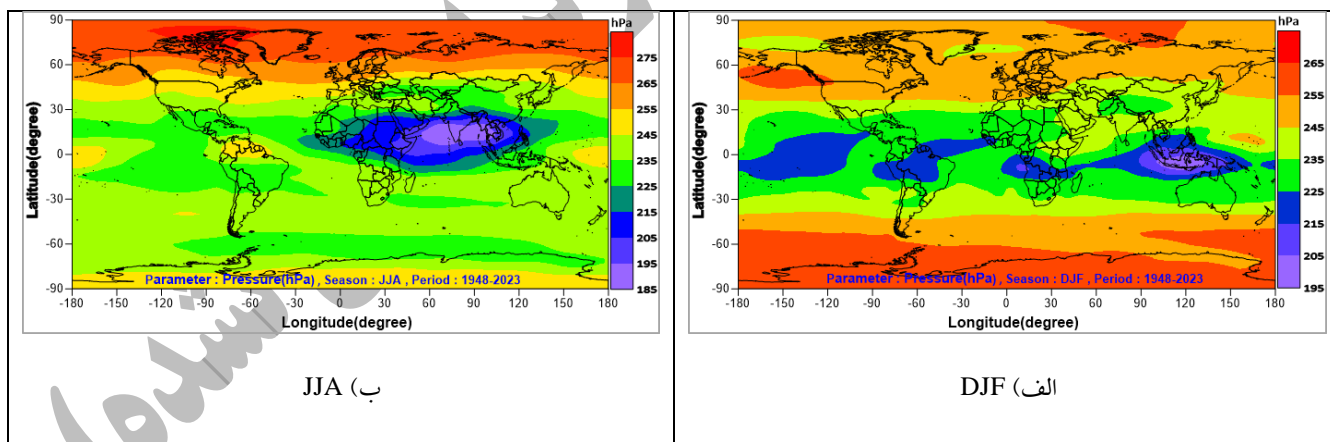 hPa
90
60
30
0
-30
-60
-90
Latitude(degree)
275
265
255
245
235
225
215
205
195
185
Parameter : Pressure(hPa) , Season : JJA , Period : 1948-2023
-180 -150 -120 -90 -60 -30 0 30 60 90 120 150 180
Longitude(degree)
ب) JJA
hPa
90
60
30
0
-30
-60
-90
Latitude(degree)
265
255
245
235
225
215
205
195
Parameter : Pressure(hPa) , Season : DJF , Period : 1948-2023
-180 -150 -120 -90 -60 -30 0 30 60 90 120 150 180
Longitude(degree)
الف) DJF